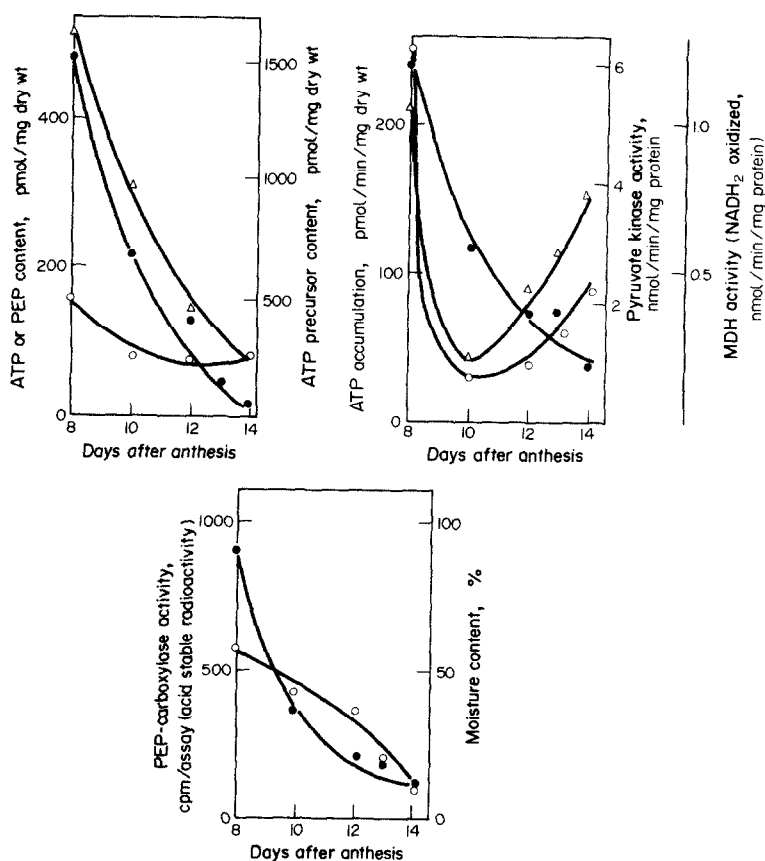 ATP or PEP content, pmol/mg dry wt
400
200
0
8
10
12
14
Days after anthesis
1500
1000
500
ATP precursor content, pmol/mg dry wt
ATP accumulation, pmol/min/mg dry wt
200
100
0
8
10
12
14
Days after anthesis
6
4
2
Pyruvate kinase activity,
nmol/min/mg protein
1.0
0.5
MDH activity (NADH2 oxidized,
nmol/min/mg protein)
PEP-carboxylase activity,
cpm/assay (acid stable radioactivity)
1000
500
0
8
10
12
14
Days after anthesis
100
50
0
Moisture content, %